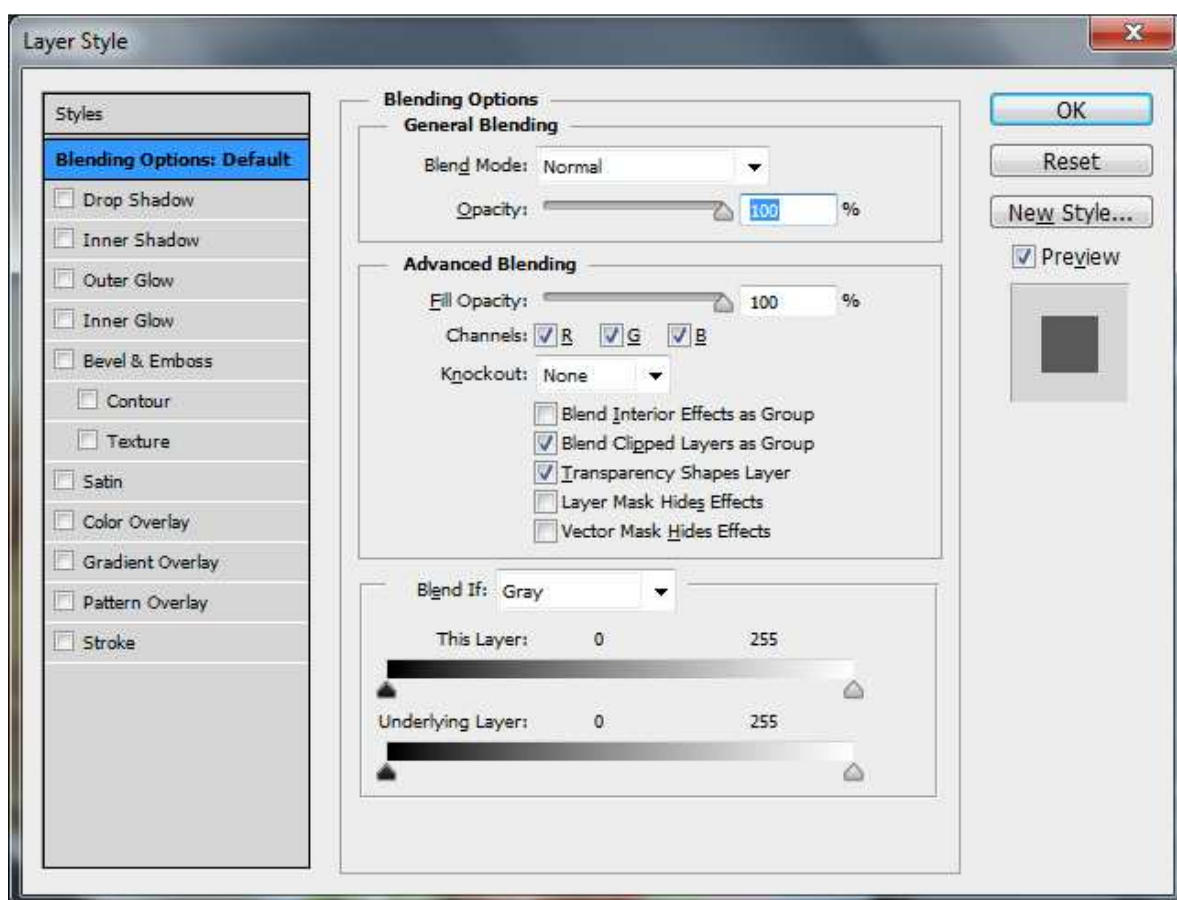 Layer Style
Styles
Blending Options: Default
Drop Shadow
Inner Shadow
Outer Glow
Inner Glow
Bevel & Emboss
Contour
Texture
Satin
Color Overlay
Gradient Overlay
Pattern Overlay
Stroke
Blending Options
General Blending
Blend Mode: Normal
Opacity: 100 %
Advanced Blending
Fill Opacity: 100 %
Channels: R G B
Knockout: None
Blend Interior Effects as Group
Blend Clipped Layers as Group
Transparency Shapes Layer
Layer Mask Hides Effects
Vector Mask Hides Effects
Blend If: Gray
This Layer: 0 255
Underlying Layer: 0 255
OK
Reset
New Style...
Preview